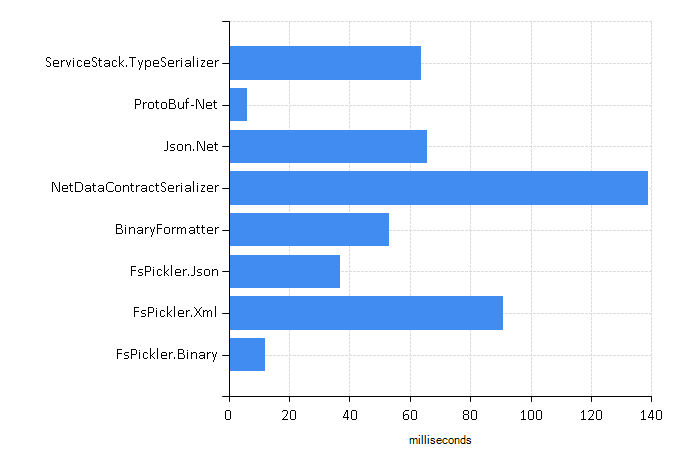 ServiceStack.TypeSerializer
ProtoBuf-Net
Json.Net
NetDataContractSerializer
BinaryFormatter
FsPickler.Json
FsPickler.Xml
FsPickler.Binary
0 20 40 60 80 100 120 140
milliseconds